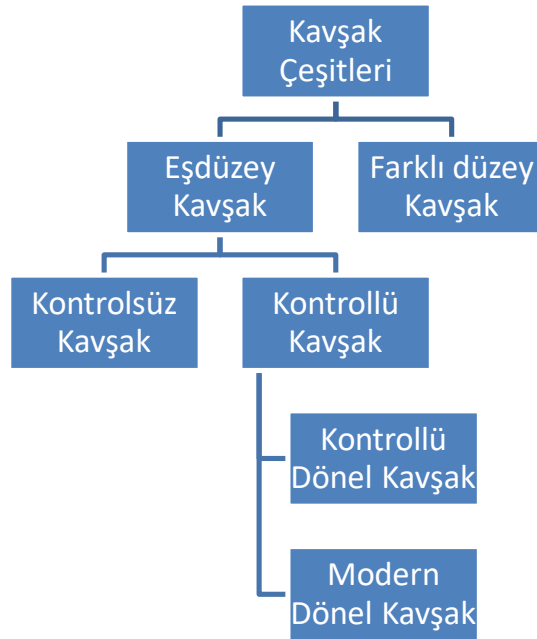 Kavşak
Çeşitleri
Eşdüzey
Kavşak
Farklı düzey
Kavşak
Kontrolsüz
Kavşak
Kontrollü
Kavşak
Kontrollü
Dönel Kavşak
Modern
Dönel Kavşak